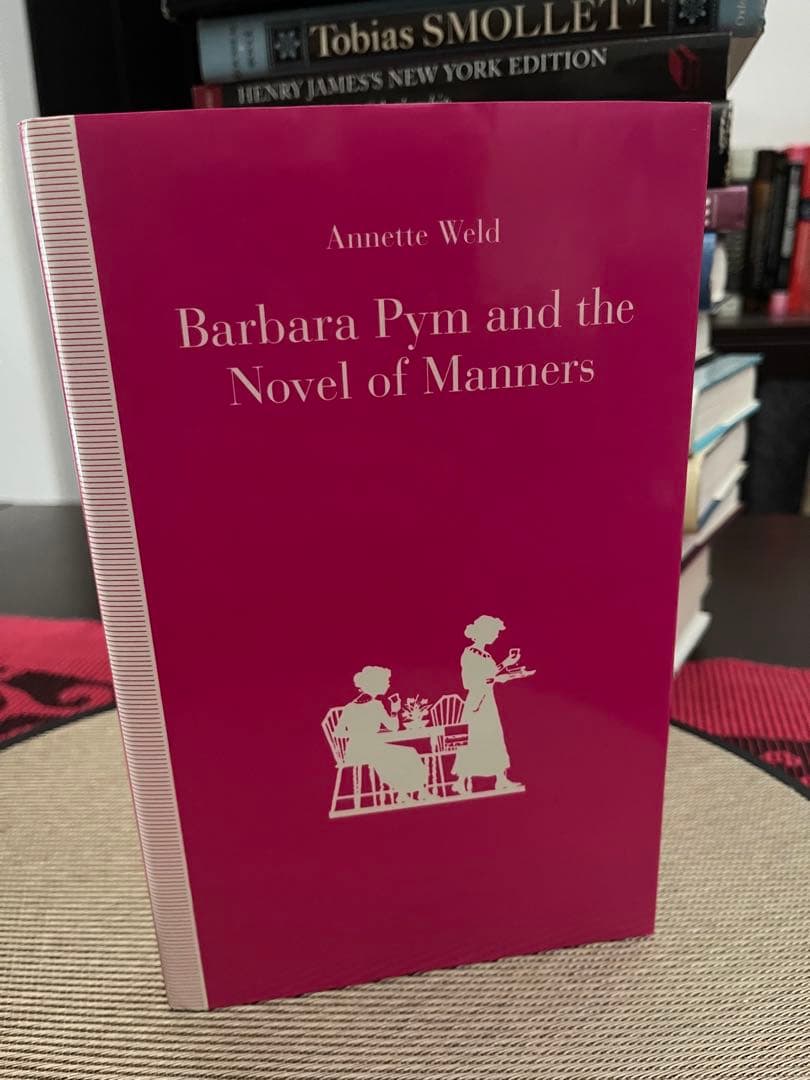 Tobias SMOLLETT
HENRY JAMES'S NEW YORK EDITION
Annette Weld
Barbara Pym and the
Novel of Manners